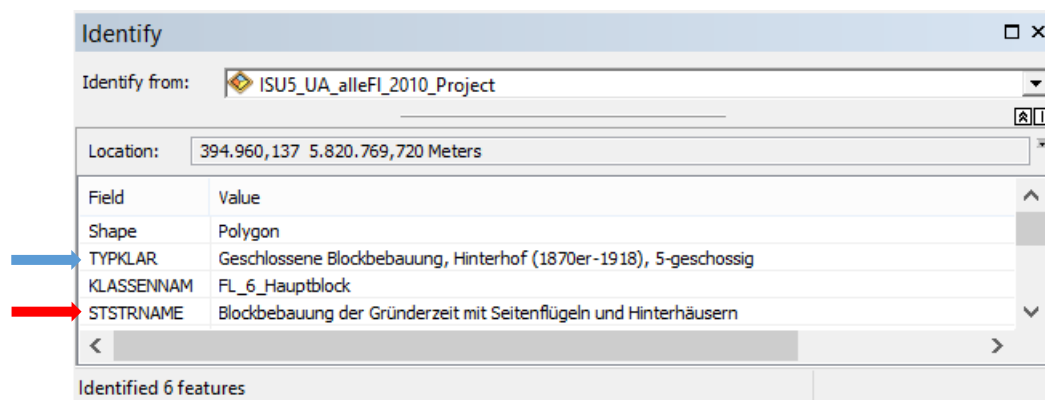 Identify
Identify from: ISU5_UA_alleFl_2010_Project
Location: 394.960,137 5.820.769,720 Meters
Field Value
Shape Polygon
TYPKLAR Geschlossene Blockbebauung, Hinterhof (1870er-1918), 5-geschossig
KLASSENNAM FL_6_Hauptblock
STSTRNAME Blockbebauung der Gründerzeit mit Seitenflügeln und Hinterhäusern
Identified 6 features